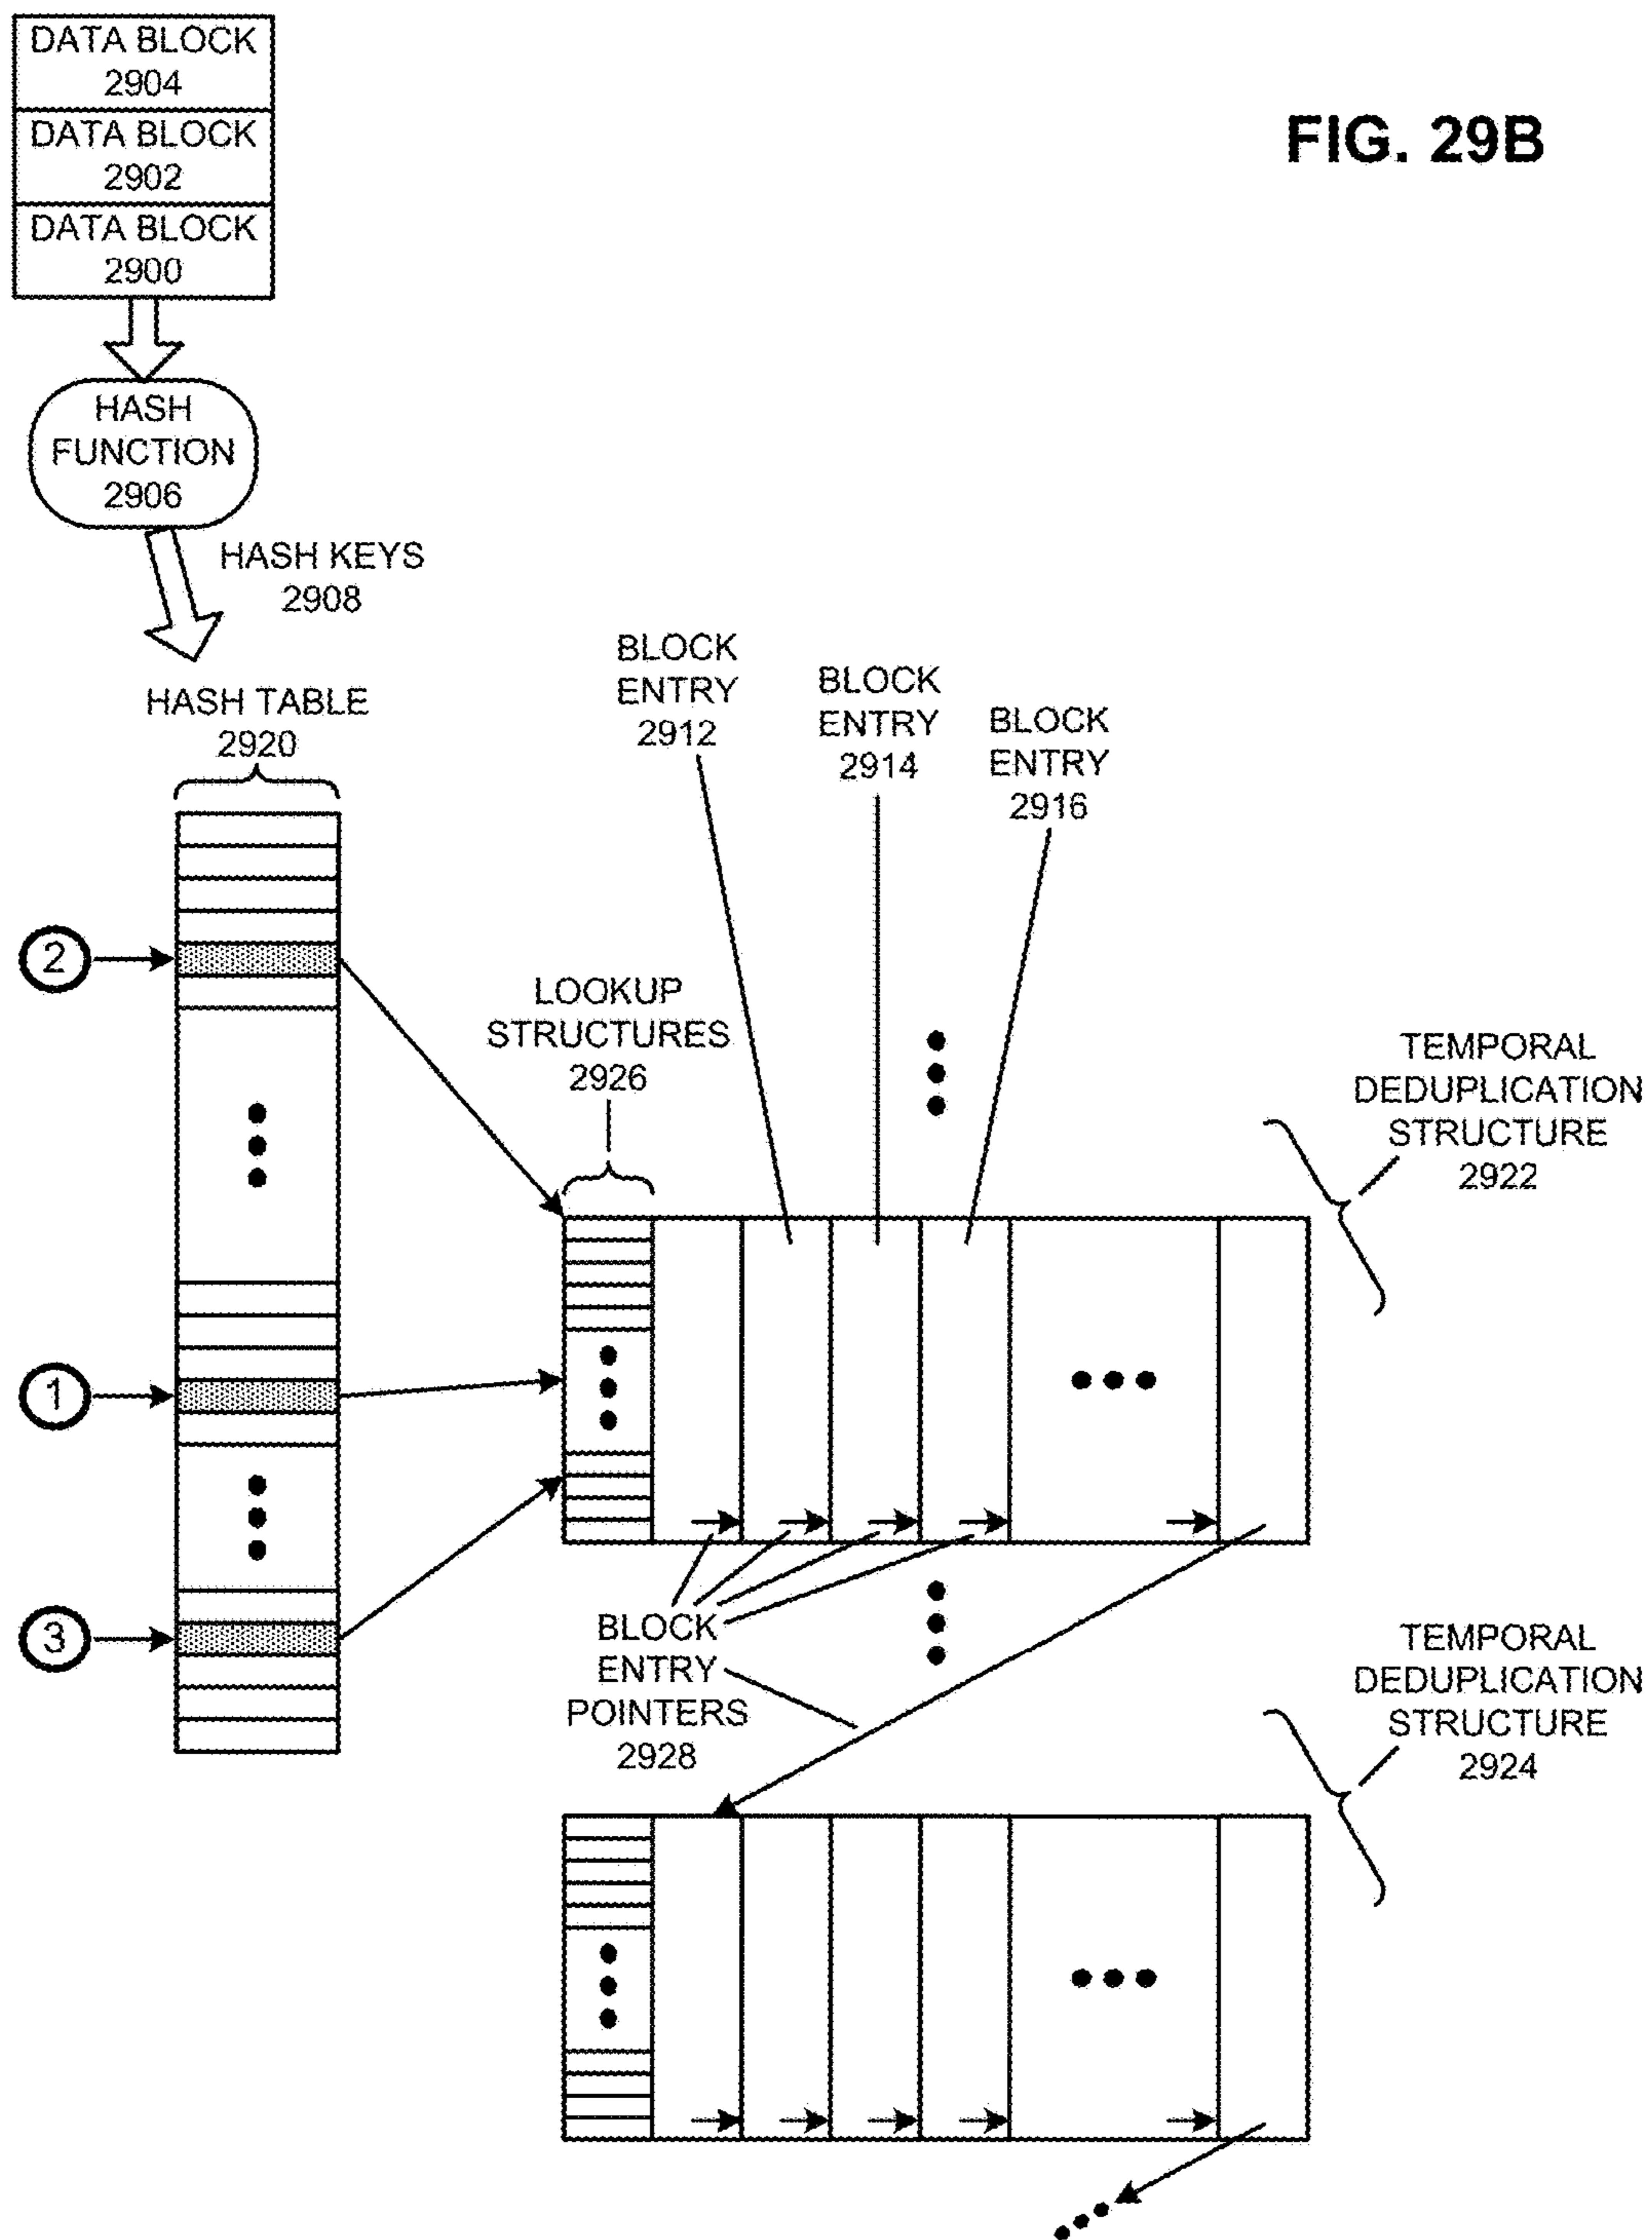 DATA BLOCK
2904
DATA BLOCK
2902
DATA BLOCK
2900
FIG. 29B
HASH
FUNCTION
2906
HASH KEYS
2908
HASH TABLE
2920
BLOCK
ENTRY
2912
BLOCK
ENTRY
2914
BLOCK
ENTRY
2916
2
1
3
LOOKUP
STRUCTURES
2926
TEMPORAL
DEDUPLICATION
STRUCTURE
2922
BLOCK
ENTRY
POINTERS
2928
TEMPORAL
DEDUPLICATION
STRUCTURE
2924